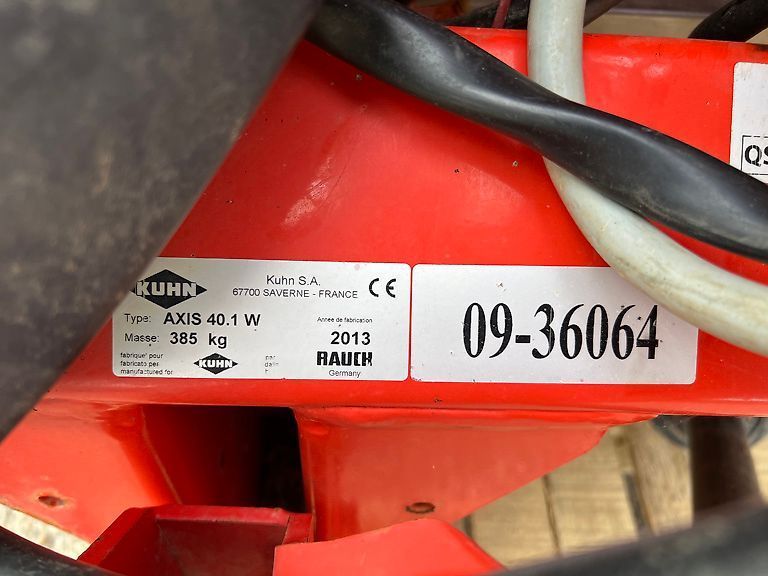 KUHN
Kuhn S.A.
67700 SAVERNE - FRANCE
CE
Type: AXIS 40.1 W
Année de fabrication
Masse: 385 kg
2013
fabriqué pour
fabricato per
manufactured for
KUHN
par
RAUCH
Germany
09-36064
QS